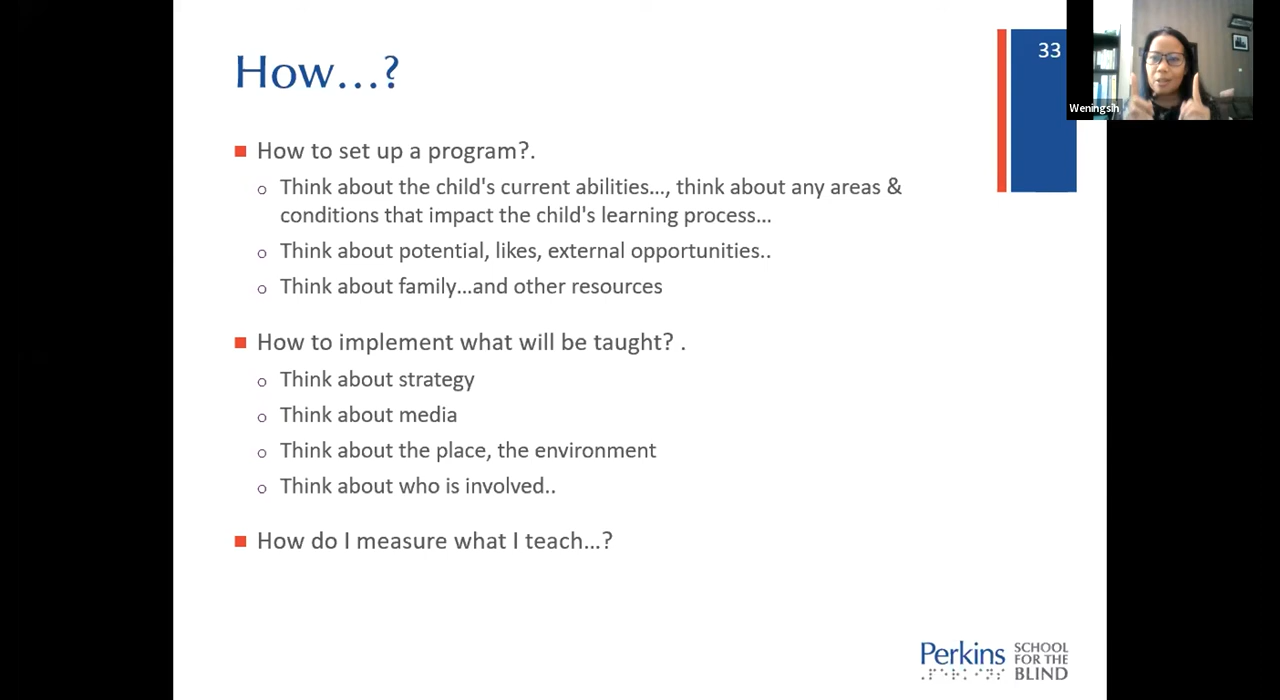 How...?
33
Weningsih
How to set up a program?.
Think about the child's current abilities..., think about any areas &
conditions that impact the child's learning process...
Think about potential, likes, external opportunities..
Think about family...and other resources
How to implement what will be taught? .
Think about strategy
Think about media
Think about the place, the environment
Think about who is involved..
How do I measure what I teach...?
Perkins
SCHOOL
FOR THE
BLIND